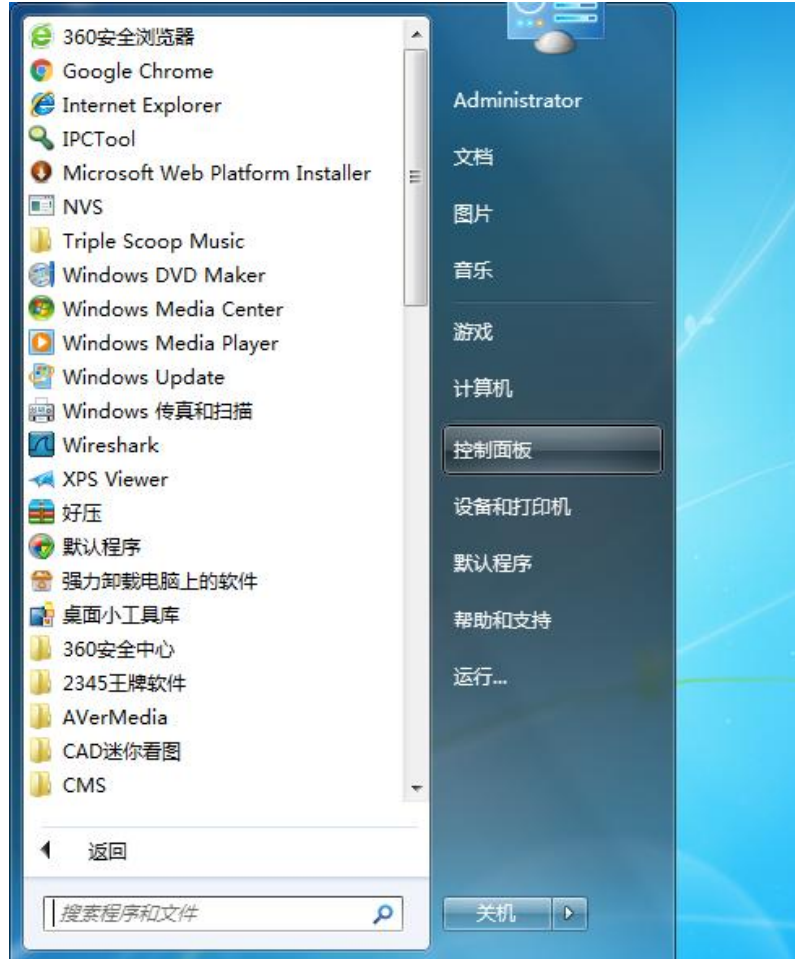 360安全浏览器
Google Chrome
Internet Explorer
IPCTool
Microsoft Web Platform Installer
NVS
Triple Scoop Music
Windows DVD Maker
Windows Media Center
Windows Media Player
Windows Update
Windows 传真和扫描
Wireshark
XPS Viewer
好压
默认程序
强力卸载电脑上的软件
桌面小工具库
360安全中心
2345王牌软件
AVerMedia
CAD迷你看图
CMS
返回
搜索程序和文件
Administrator
文档
图片
音乐
游戏
计算机
控制面板
设备和打印机
默认程序
帮助和支持
运行...
关机